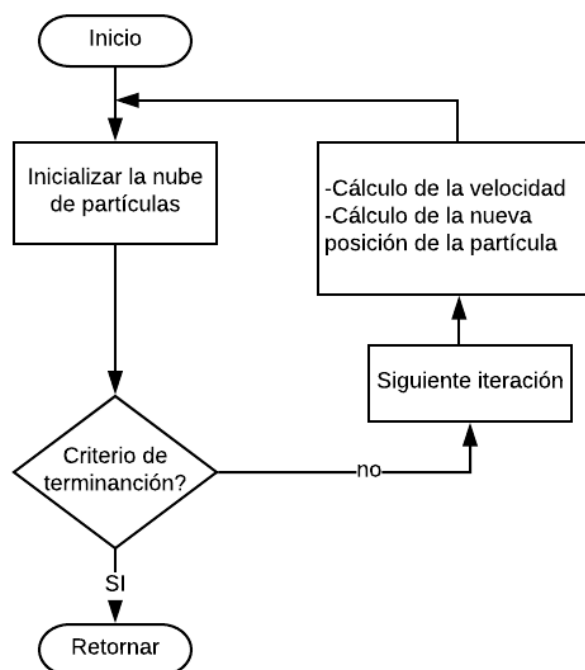 Inicio
Inicializar la nube
de partículas
-Cálculo de la velocidad
-Cálculo de la nueva
posición de la partícula
Siguiente iteración
Criterio de
terminanción?
no
SI
Retornar